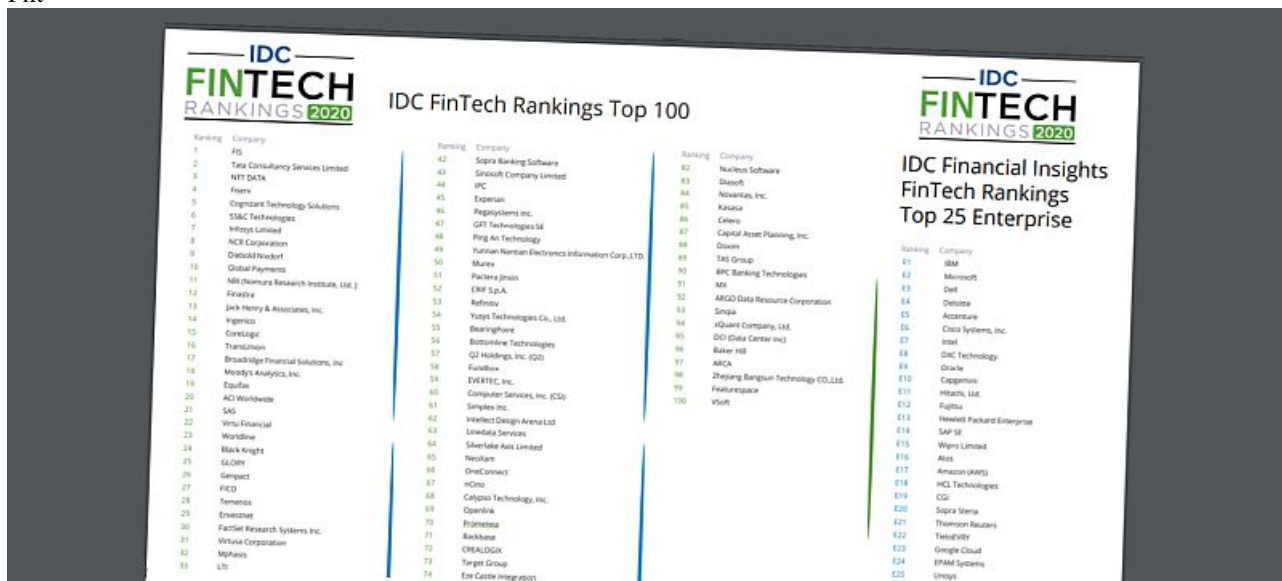 IDC
FINTECH
RANKINGS 2020
IDC FinTech Rankings Top 100
Ranking Company
1 FIS
2 Tata Consultancy Services Limited
3 NTT DATA
4 Fiserv
5 Cognizant Technology Solutions
6 SS&C Technologies
7 Infosys Limited
8 NCR Corporation
9 Diebold Nixdorf
10 Global Payments
11 NRI (Nomura Research Institute, Ltd.)
12 Finastra
13 Jack Henry & Associates, Inc.
14 Ingenico
15 CoreLogic
16 TransUnion
17 Broadridge Financial Solutions, Inc
18 Moody's Analytics, Inc.
19 Equifax
20 ACI Worldwide
21 SAS
22 Virtu Financial
23 Worldline
24 Black Knight
25 GLORY
26 Genpact
27 FICO
28 Temenos
29 Envestnet
30 FactSet Research Systems Inc.
31 Virtusa Corporation
32 Mphasis
33 LTI
Ranking Company
42 Sopra Banking Software
43 Sinosoft Company Limited
44 IPC
45 Experian
46 Pegasystems Inc.
47 GFT Technologies SE
48 Ping An Technology
49 Yunnan Nantian Electronics Information Corp.,LTD.
50 Murex
51 Pactera Jinxin
52 CRIF S.p.A.
53 Refinitiv
54 Yusys Technologies Co., Ltd.
55 BearingPoint
56 Bottomline Technologies
57 Q2 Holdings, Inc. (Q2)
58 Fundbox
59 EVERTEC, Inc.
60 Computer Services, Inc. (CSI)
61 Simplex Inc.
62 Intellect Design Arena Ltd
63 Linedata Services
64 Silverlake Axis Limited
65 NeoXam
66 OneConnect
67 nCino
68 Calypso Technology, Inc.
69 Openlink
70 Prometeia
71 Backbase
72 CREALOGIX
73 Target Group
74 Eze Castle Integration
Ranking Company
82 Nucleus Software
83 Diasoft
84 Novantas, Inc.
85 Kasasa
86 Celero
87 Capital Asset Planning, Inc.
88 Doxim
89 TAS Group
90 BPC Banking Technologies
91 MX
92 ARGO Data Resource Corporation
93 Sinqia
94 xQuant Company, Ltd.
95 DCI (Data Center Inc)
96 Baker Hill
97 ARCA
98 Zhejiang Bangsun Technology CO.,Ltd.
99 Featurespace
100 VSoft
IDC
FINTECH
RANKINGS 2020
IDC Financial Insights
FinTech Rankings
Top 25 Enterprise
Ranking Company
E1 IBM
E2 Microsoft
E3 Dell
E4 Deloitte
E5 Accenture
E6 Cisco Systems, Inc.
E7 Intel
E8 DXC Technology
E9 Oracle
E10 Capgemini
E11 Hitachi, Ltd.
E12 Fujitsu
E13 Hewlett Packard Enterprise
E14 SAP SE
E15 Wipro Limited
E16 Atos
E17 Amazon (AWS)
E18 HCL Technologies
E19 CGI
E20 Sopra Steria
E21 Thomson Reuters
E22 TietoEVRY
E23 Google Cloud
E24 EPAM Systems
E25 Unisys